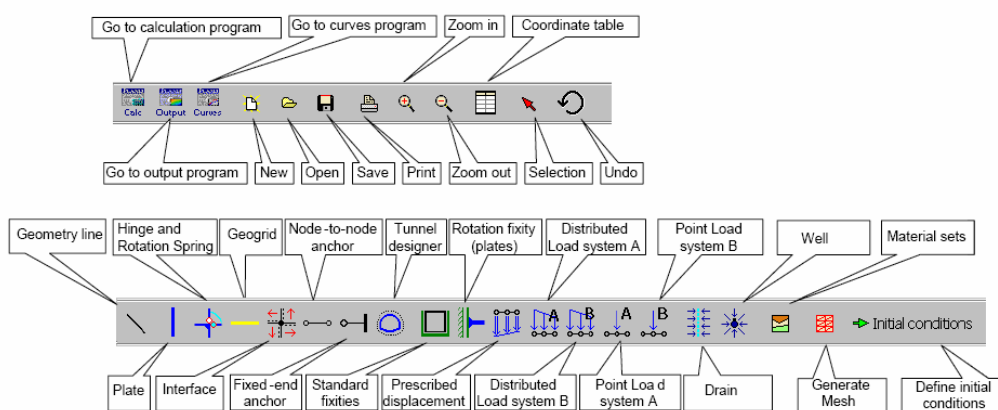 Go to calculation program
Go to curves program
Zoom in
Coordinate table
Calc
Output
Curves
Go to output program
New
Open
Save
Print
Zoom out
Selection
Undo
Geometry line
Hinge and
Rotation Spring
Geogrid
Node-to-node
anchor
Tunnel
designer
Rotation fixity
(plates)
Distributed
Load system A
Point Load
system B
Well
Material sets
A
B
A
B
Initial conditions
Plate
Interface
Fixed-end
anchor
Standard
fixities
Prescribed
displacement
Distributed
Load system B
Point Load
system A
Drain
Generate
Mesh
Define initial
conditions